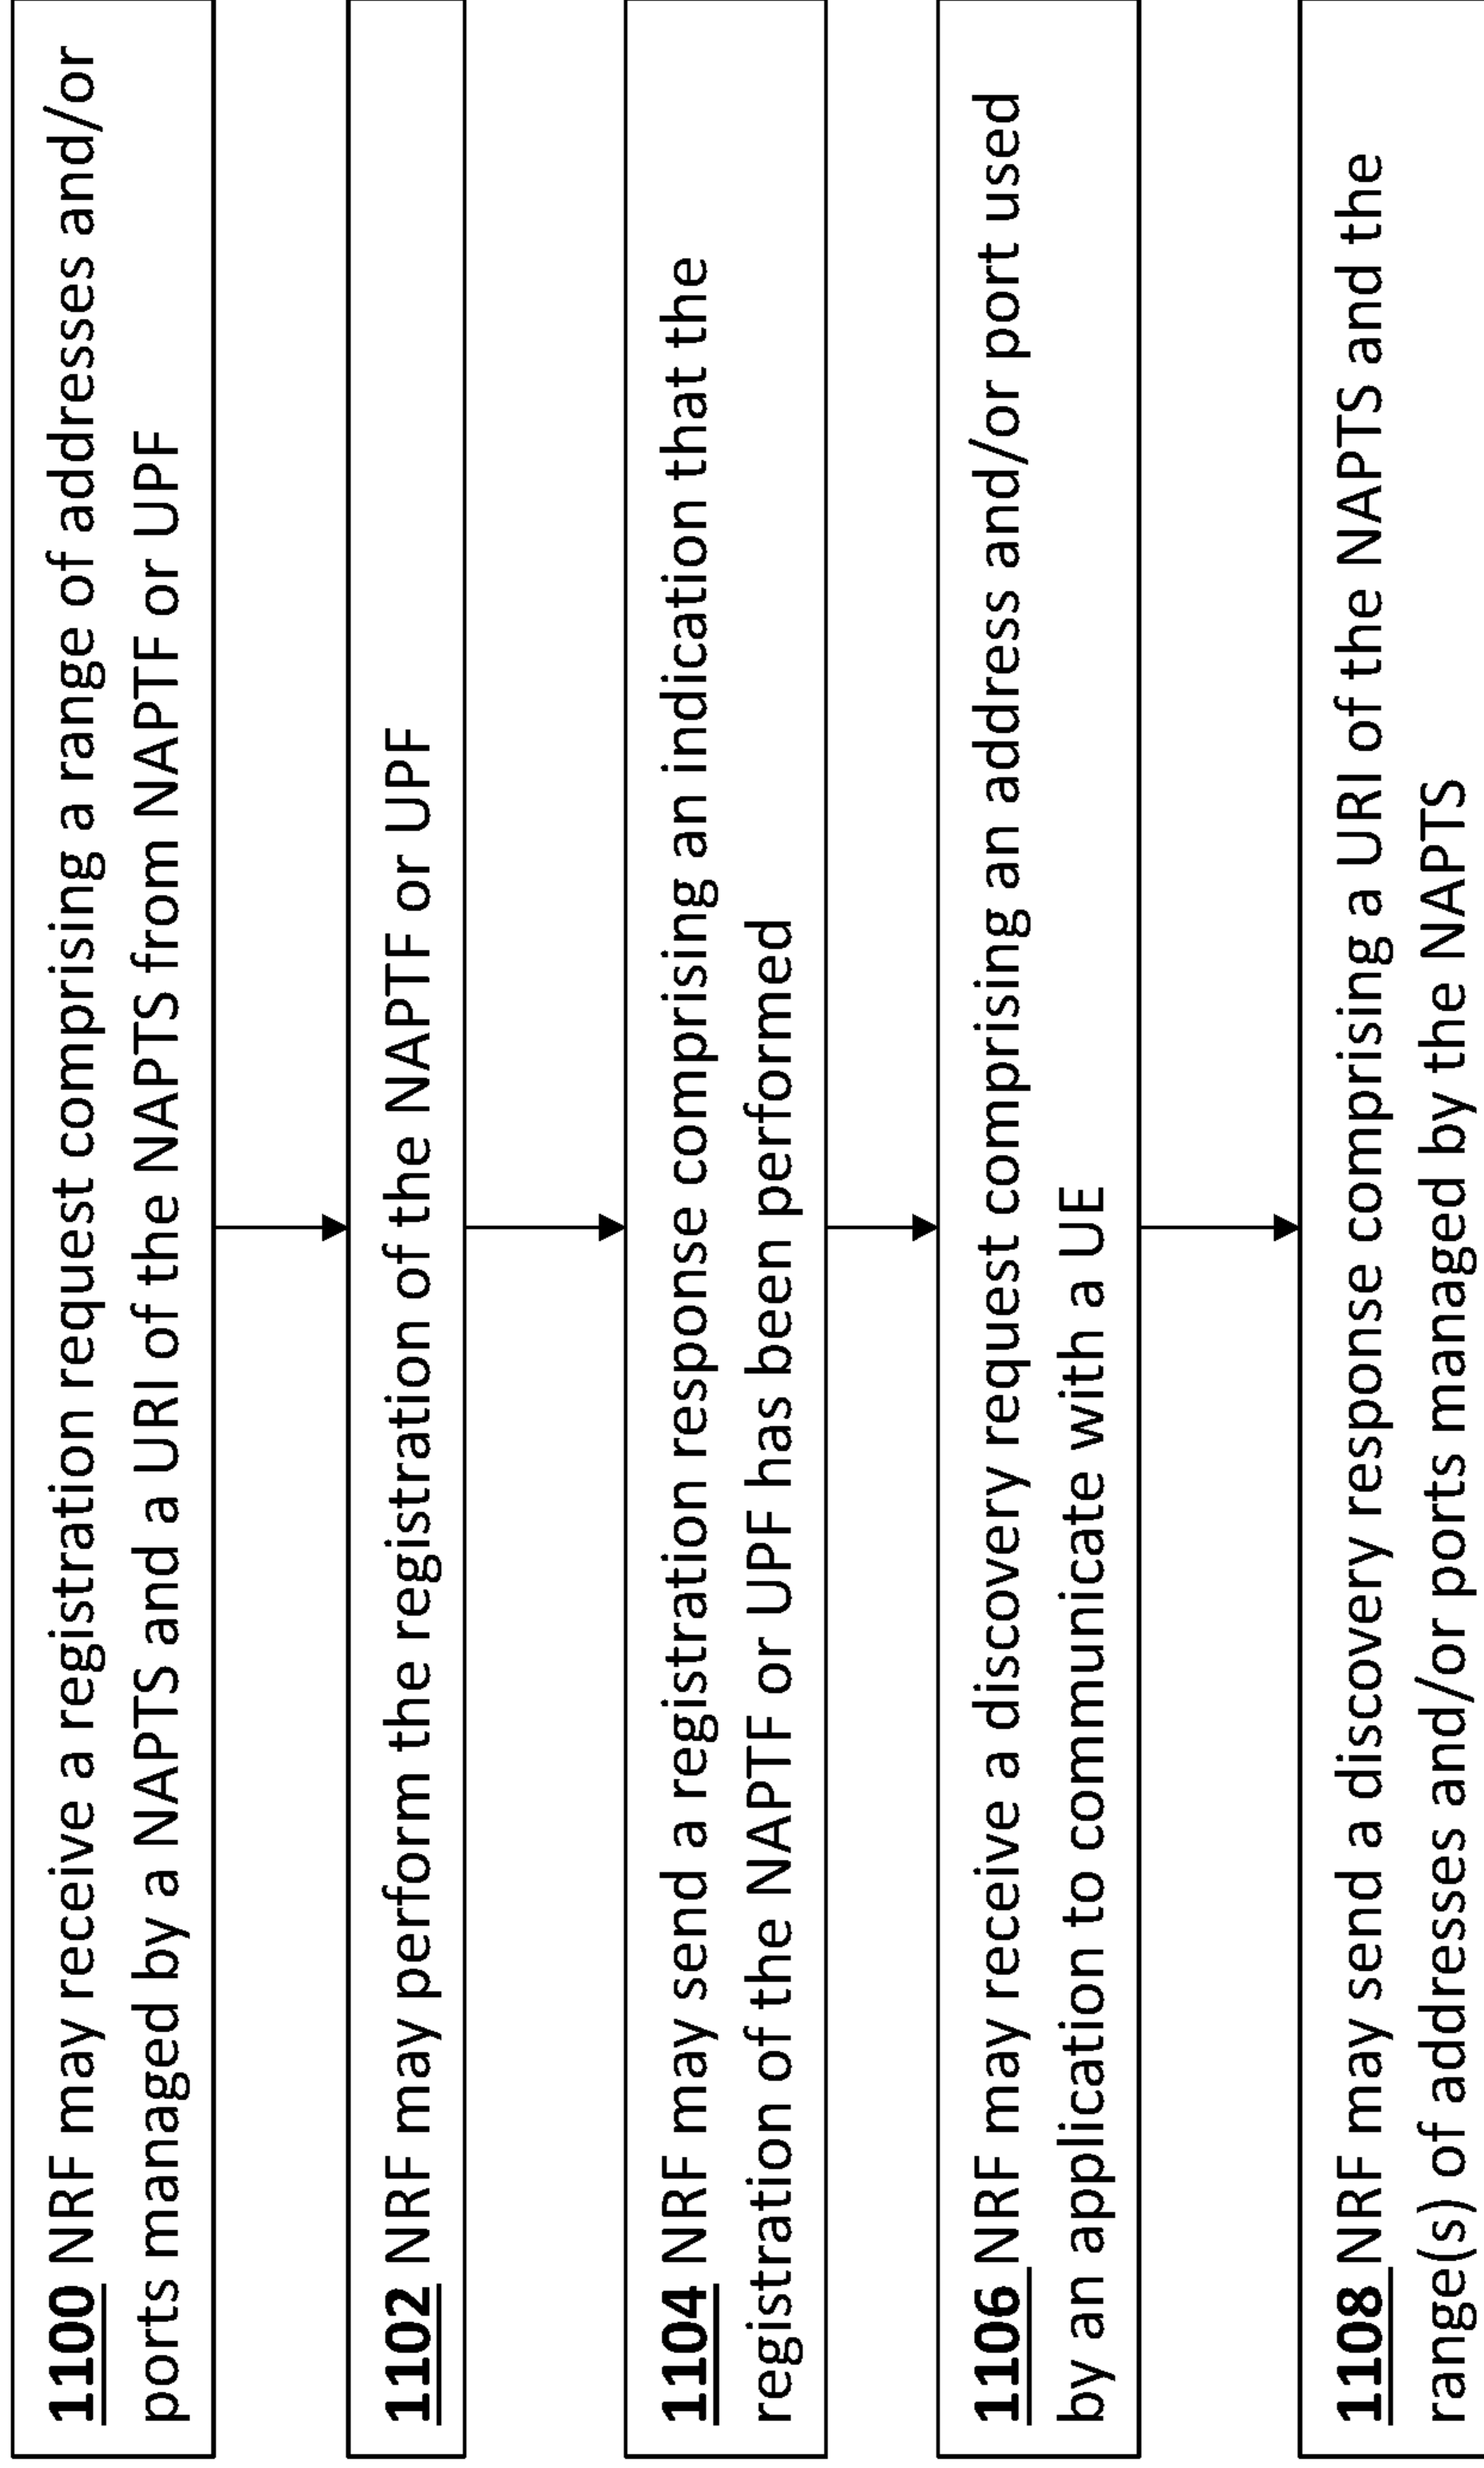 1100 NRF may receive a registration request comprising a range of addresses and/or
ports managed by a NAPTS and a URI of the NAPTS from NAPTF or UPF
1102 NRF may perform the registration of the NAPTF or UPF
1104 NRF may send a registration response comprising an indication that the
registration of the NAPTF or UPF has been performed
1106 NRF may receive a discovery request comprising an address and/or port used
by an application to communicate with a UE
1108 NRF may send a discovery response comprising a URI of the NAPTS and the
range(s) of addresses and/or ports managed by the NAPTS